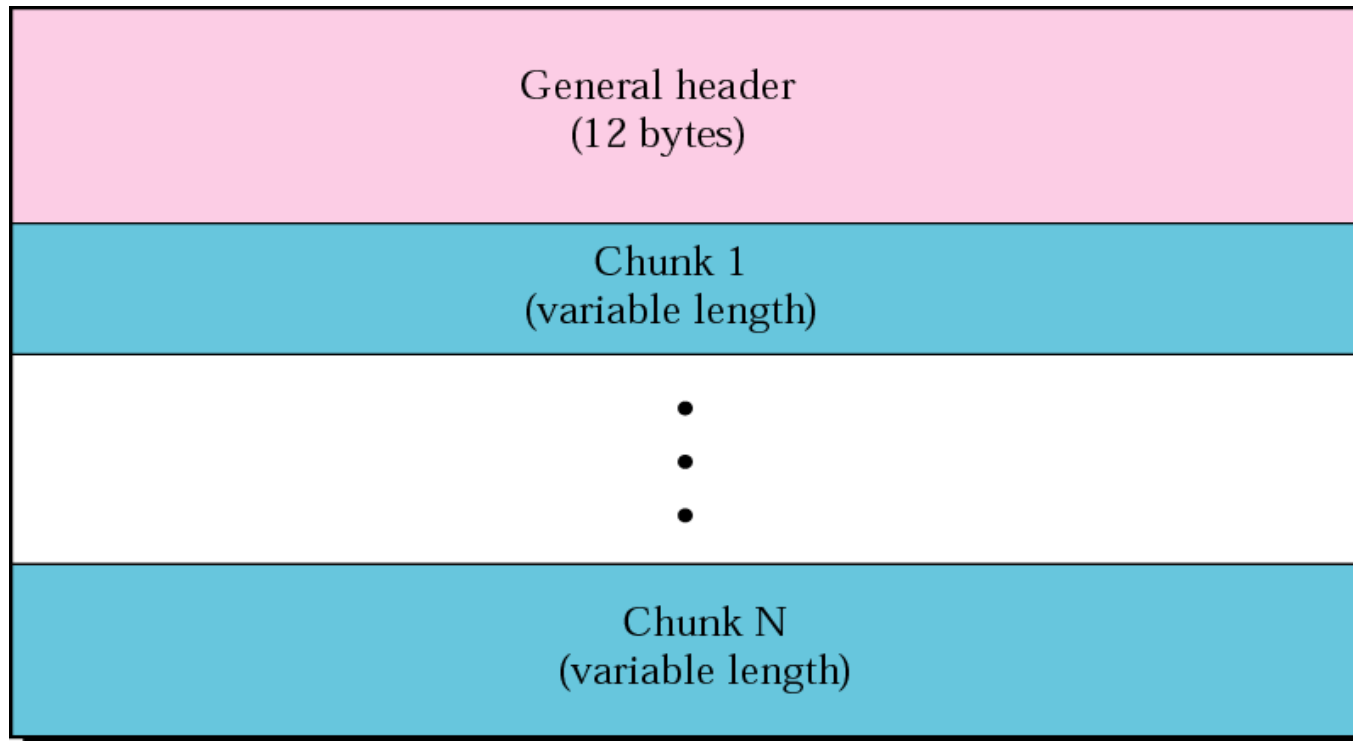 General header
(12 bytes)
Chunk 1
(variable length)
Chunk N
(variable length)